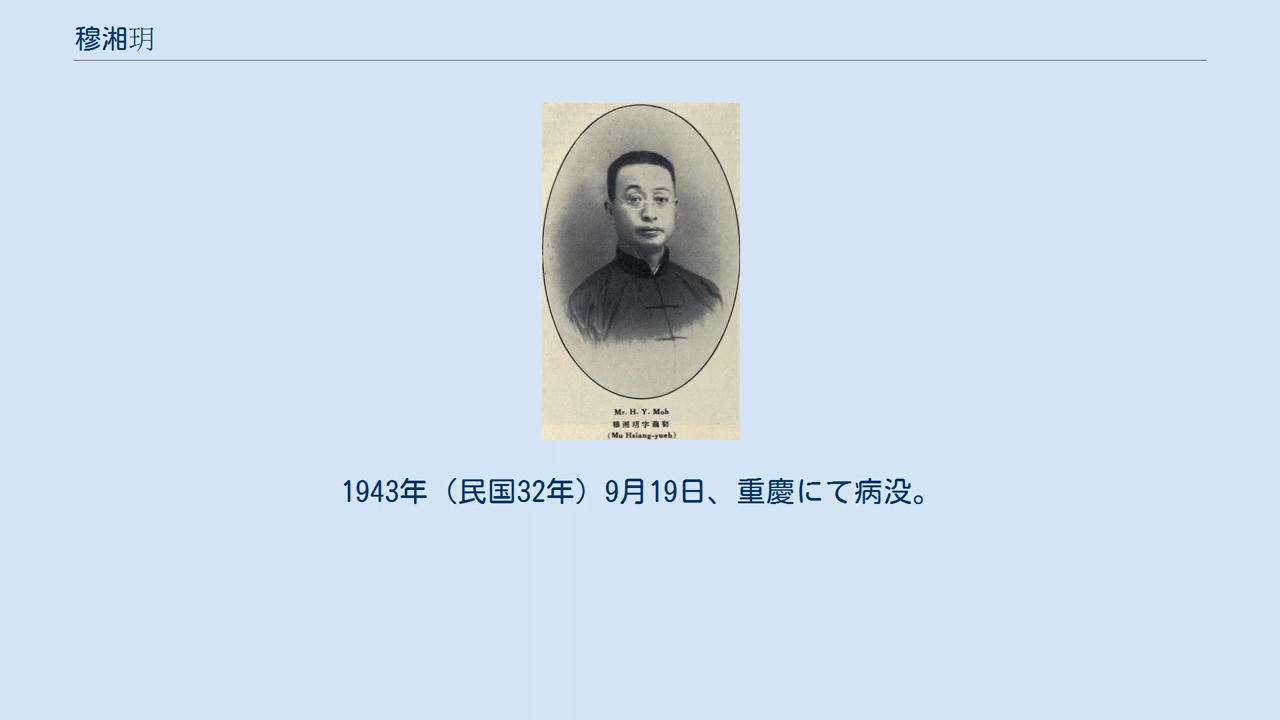 穆湘玥
Mr. H. Y. Moh
穆湘玥字藕初
(Mu Hsiang-yueh)
1943年（民国32年）9月19日、重慶にて病没。